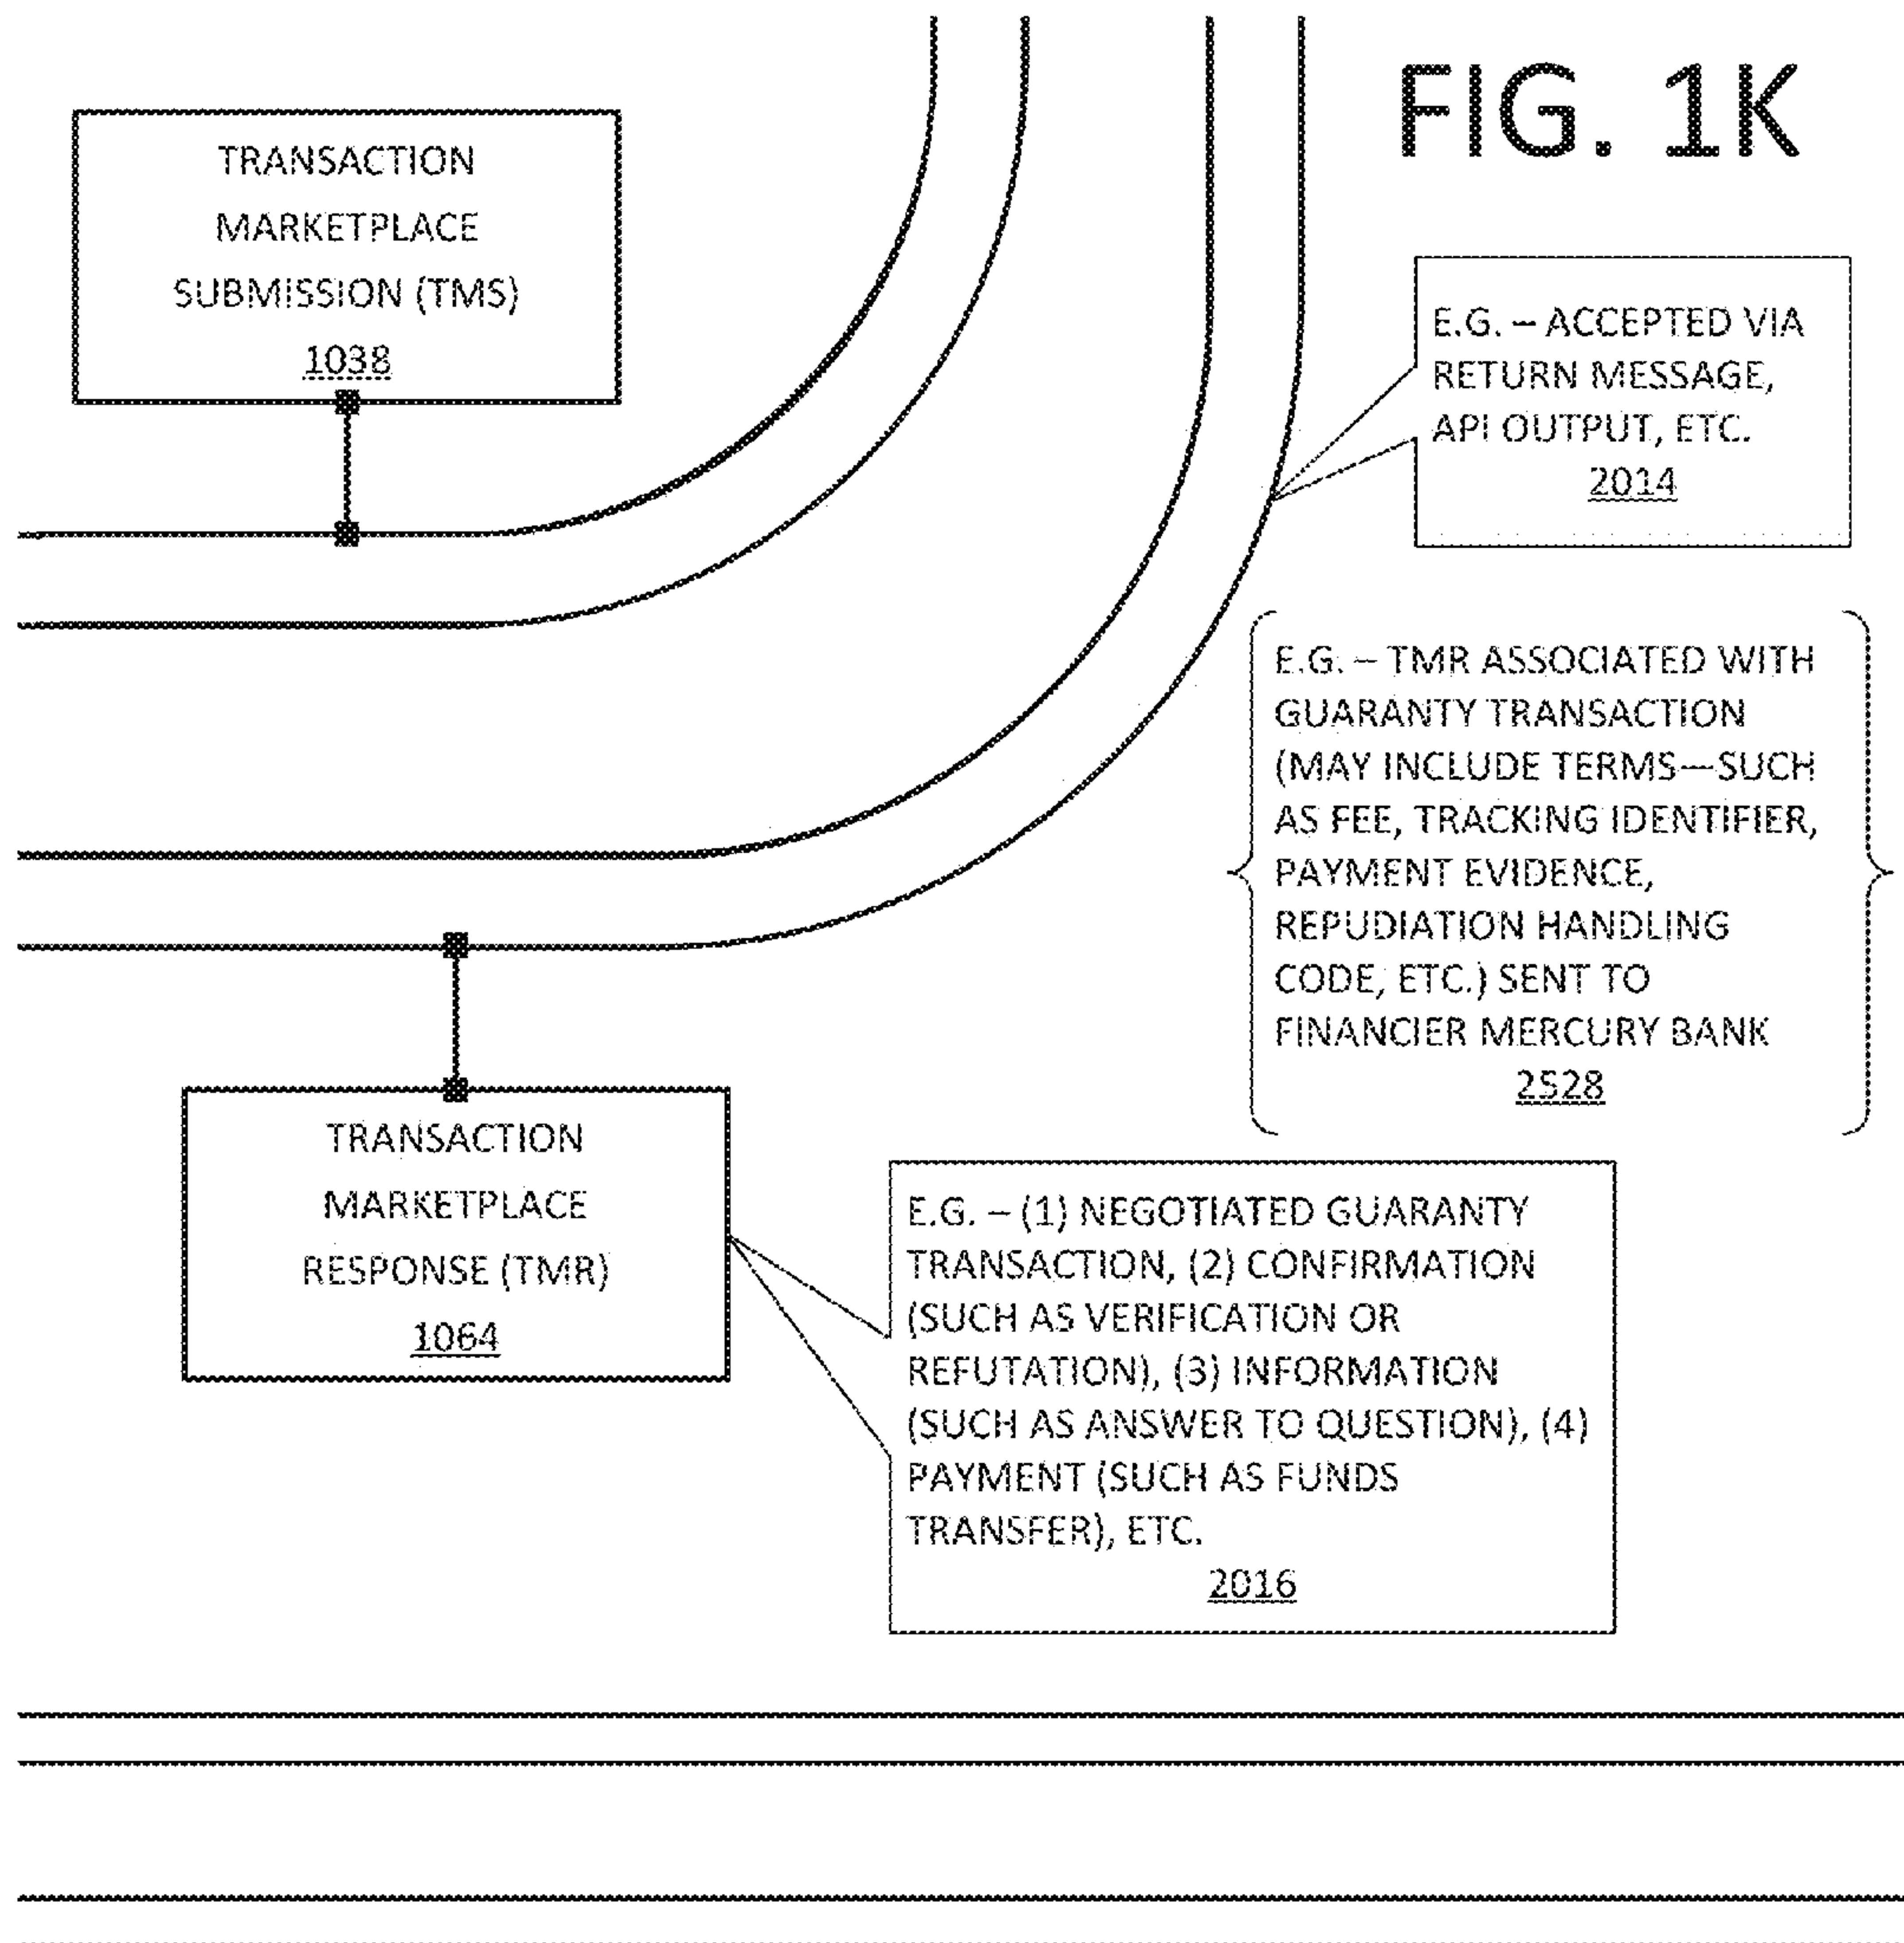 FIG. 1K
TRANSACTION
MARKETPLACE
SUBMISSION (TMS)
1038
E.G. – ACCEPTED VIA
RETURN MESSAGE,
API OUTPUT, ETC.
2014
E.G. – TMR ASSOCIATED WITH
GUARANTY TRANSACTION
(MAY INCLUDE TERMS—SUCH
AS FEE, TRACKING IDENTIFIER,
PAYMENT EVIDENCE,
REPUDIATION HANDLING
CODE, ETC.) SENT TO
FINANCIER MERCURY BANK
2528
TRANSACTION
MARKETPLACE
RESPONSE (TMR)
1064
E.G. – (1) NEGOTIATED GUARANTY
TRANSACTION, (2) CONFIRMATION
(SUCH AS VERIFICATION OR
REFUTATION), (3) INFORMATION
(SUCH AS ANSWER TO QUESTION), (4)
PAYMENT (SUCH AS FUNDS
TRANSFER), ETC.
2016